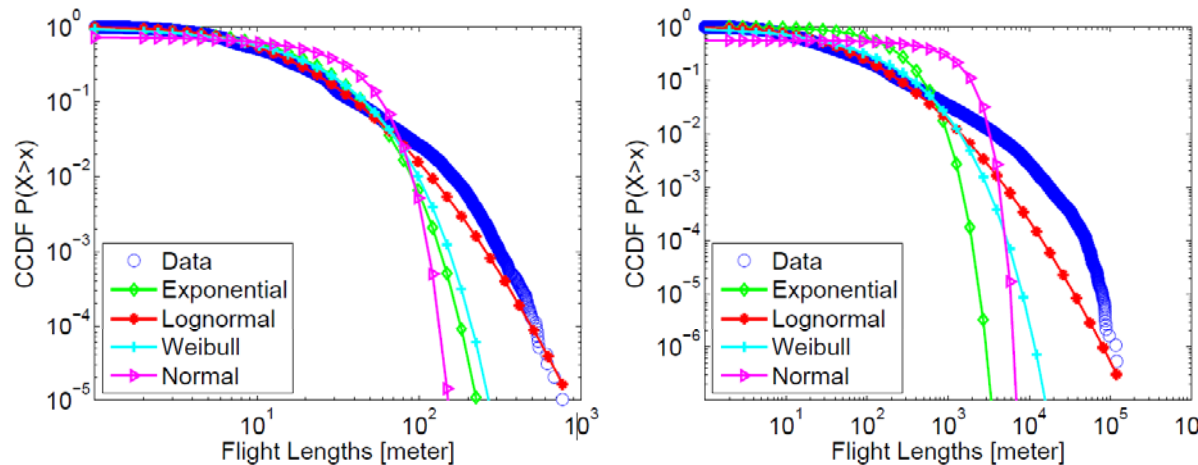 10^0
10^-1
10^-2
10^-3
10^-4
10^-5
CCDF P(X>x)
Data
Exponential
Lognormal
Weibull
Normal
10^1
10^2
10^3
Flight Lengths [meter]
10^0
10^-1
10^-2
10^-3
10^-4
10^-5
10^-6
CCDF P(X>x)
Data
Exponential
Lognormal
Weibull
Normal
10^1
10^2
10^3
10^4
10^5
10^6
Flight Lengths [meter]